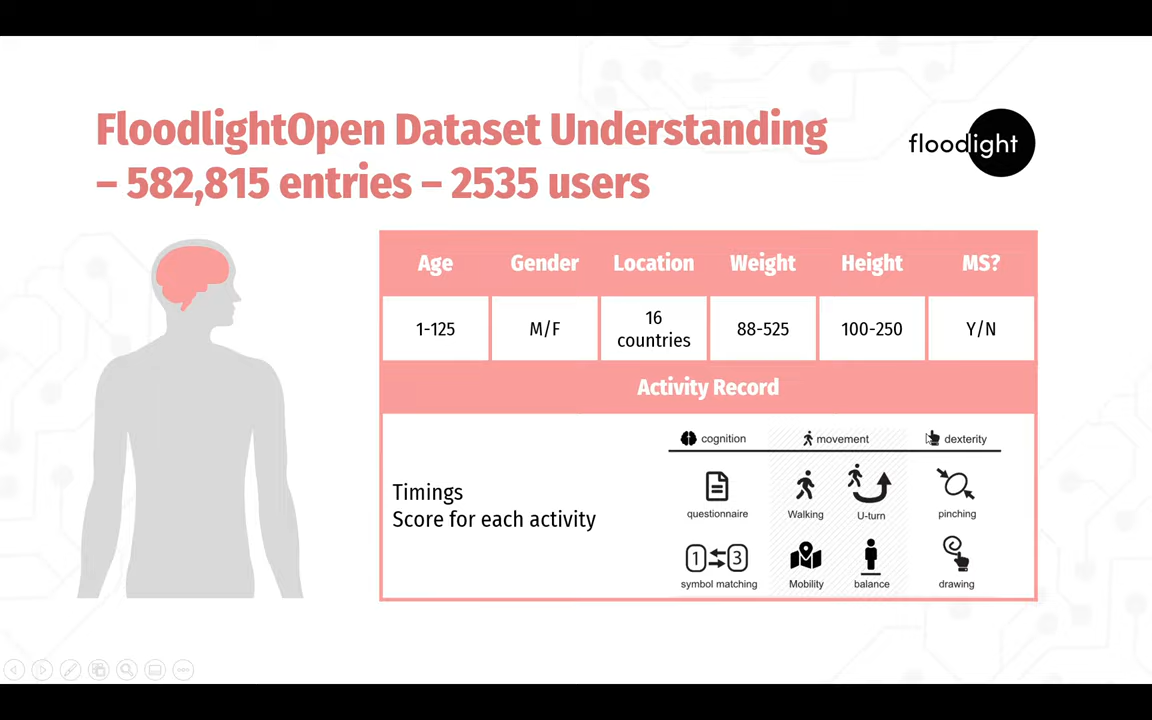 FloodlightOpen Dataset Understanding
– 582,815 entries – 2535 users
floodlight
Age Gender Location Weight Height MS?
1-125 M/F 16 countries 88-525 100-250 Y/N
Activity Record
Timings
Score for each activity
cognition movement dexterity
questionnaire Walking U-turn pinching
1 3
symbol matching Mobility balance drawing